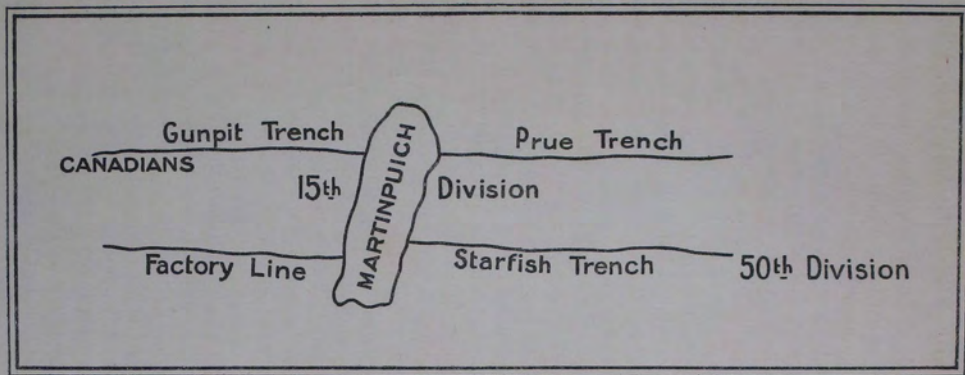 Gunpit Trench
Prue Trench
CANADIANS
15th
Division
MARTINPUICH
Factory Line
Starfish Trench
50th Division